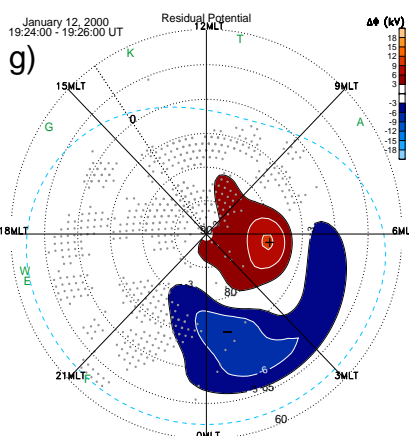 January 12, 2000
19:24:00 - 19:26:00 UT
Residual Potential
12MLT
ΔΦ (kV)
g)
K
T
18
15
12
9
6
3
-3
-6
-9
-12
-15
-18
15MLT
9MLT
G
0
A
18MLT
+
6MLT
W
E
-3
80
-6
-3
65
21MLT
F
3MLT
60
0MLT